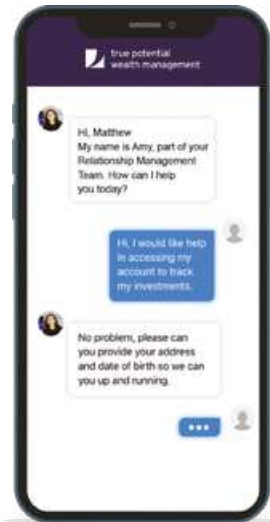 true potential
wealth management
Hi, Matthew
My name is Amy, part of your
Relationship Management
Team. How can I help
you today?
Hi, I would like help
in accessing my
account to track
my investments.
No problem, please can
you provide your address
and date of birth so we can
you up and running.